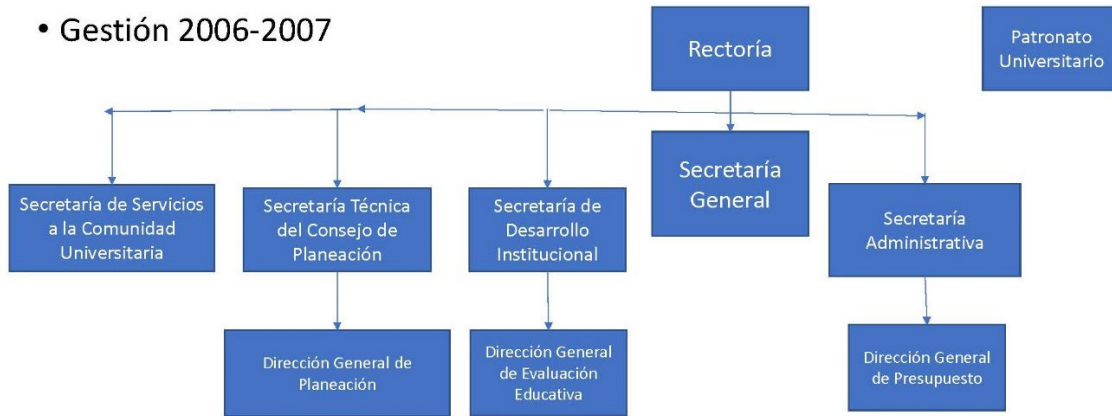 • Gestión 2006-2007
Rectoría
Patronato
Universitario
Secretaría
General
Secretaría de Servicios
a la Comunidad
Universitaria
Secretaría Técnica
del Consejo de
Planeación
Secretaría de
Desarrollo
Institucional
Secretaría
Administrativa
Dirección General de
Planeación
Dirección General
de Evaluación
Educativa
Dirección General
de Presupuesto